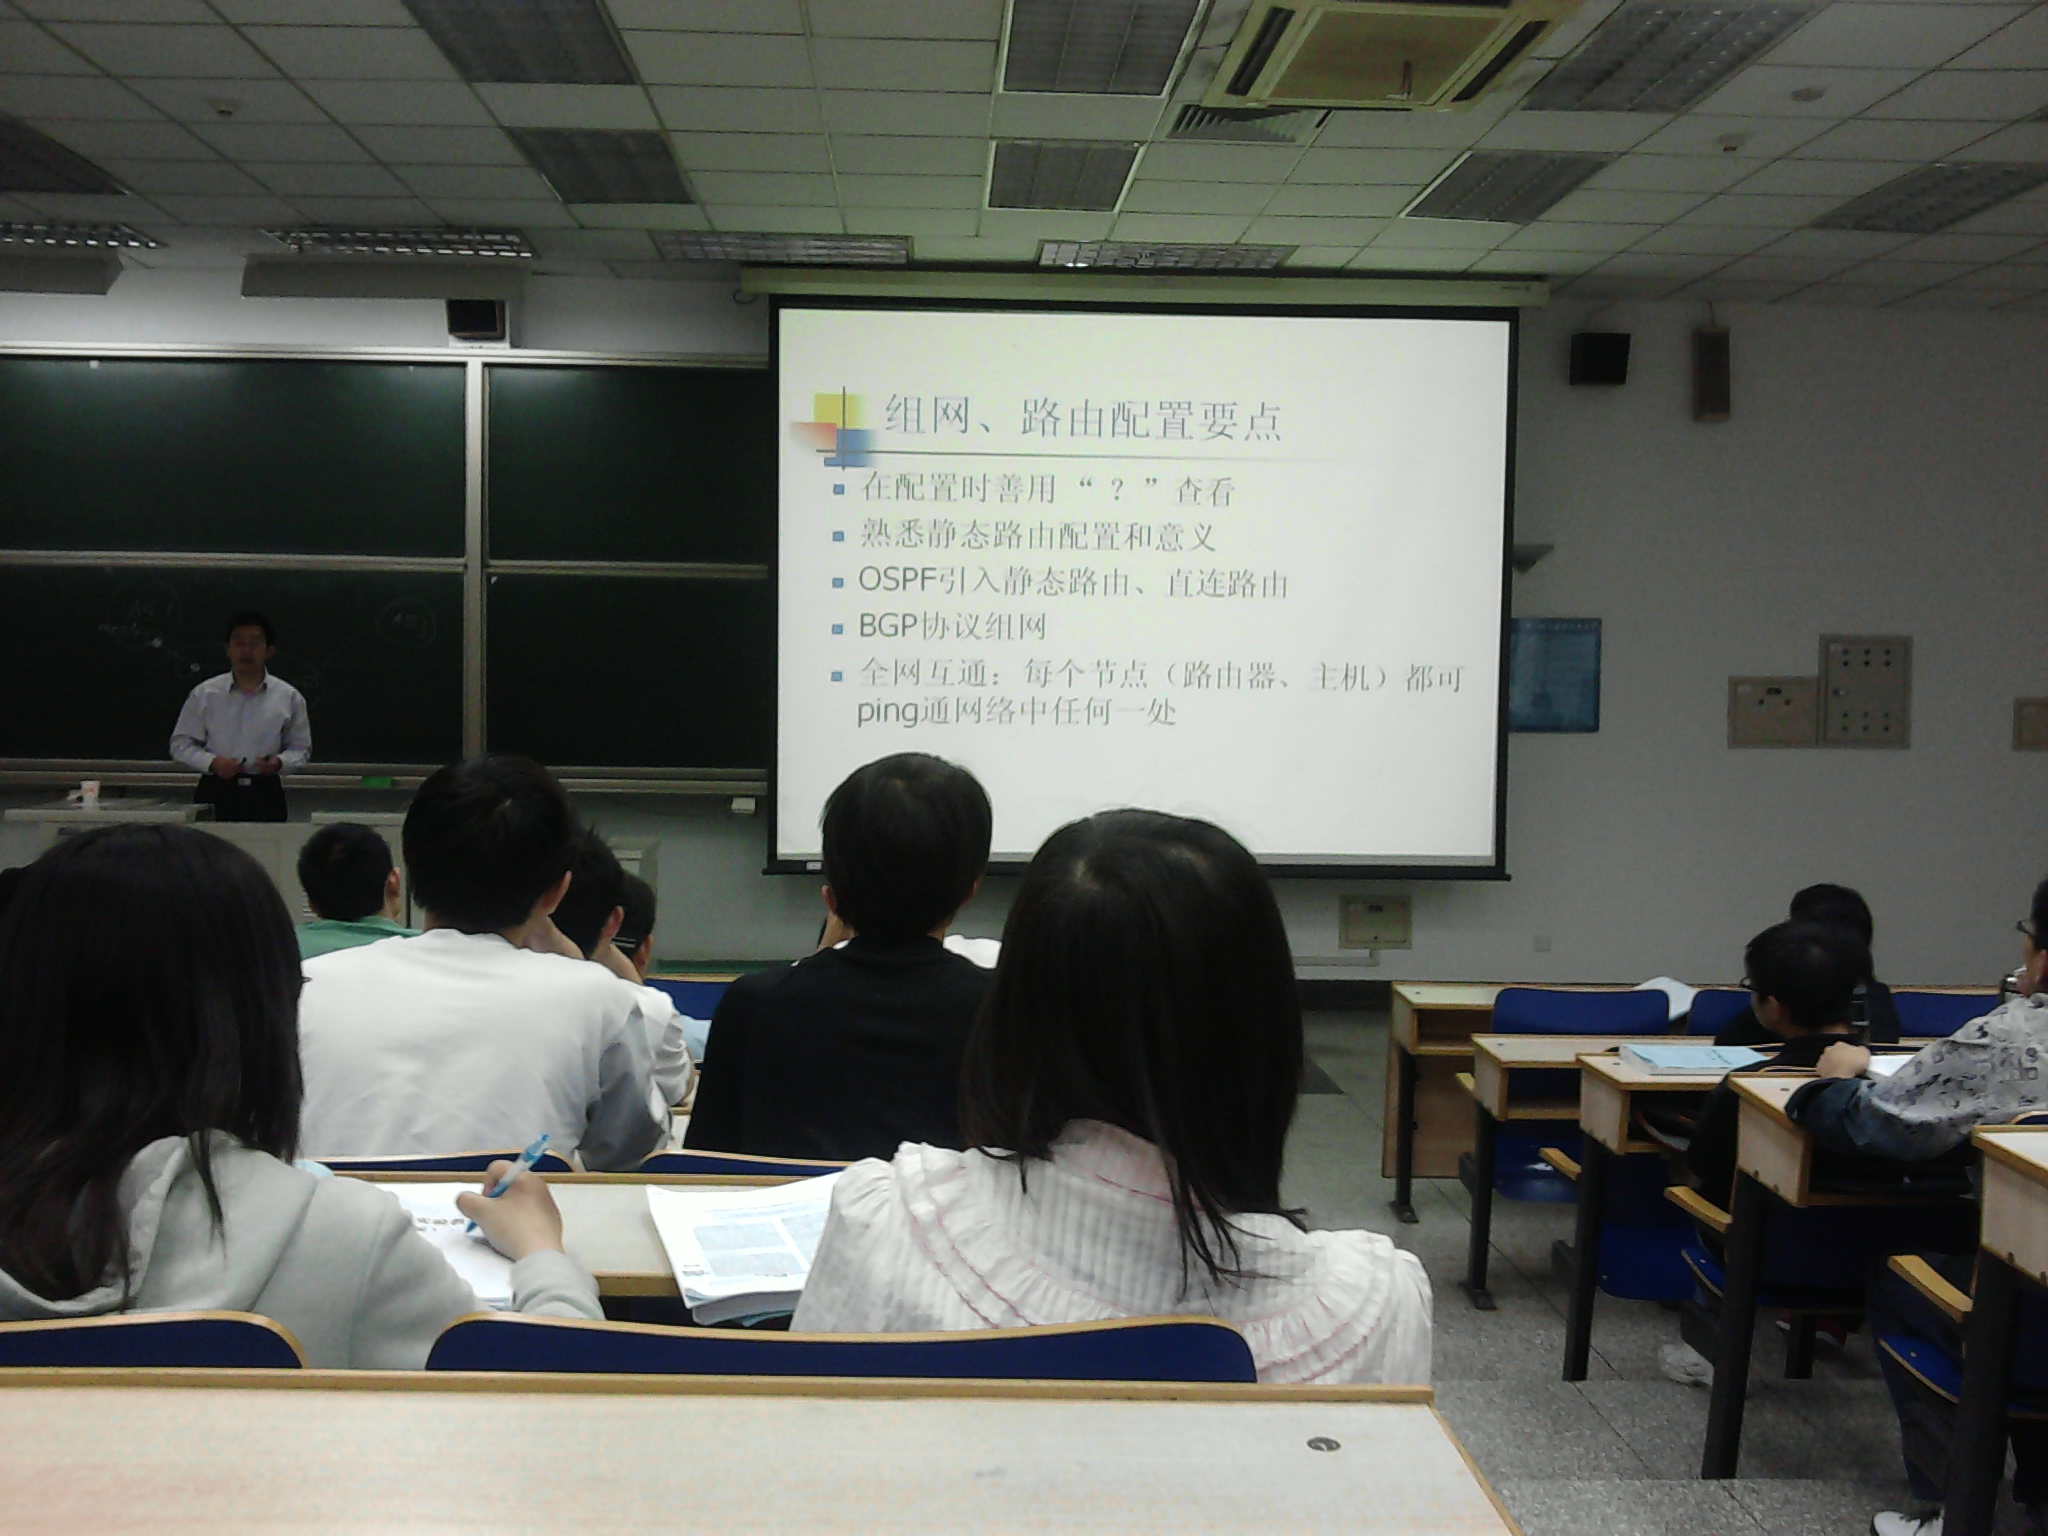 组网、路由配置要点
在配置时善用“？”查看
熟悉静态路由配置和意义
OSPF引入静态路由、直连路由
BGP协议组网
全网互通：每个节点（路由器、主机）都可
ping通网络中任何一处